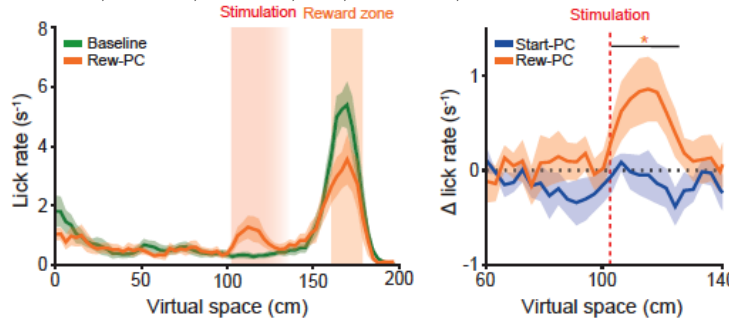 Stimulation Reward zone
Baseline
Rew-PC
Lick rate (s⁻¹)
8
6
4
2
0
0 50 100 150 200
Virtual space (cm)
Stimulation
Start-PC
Rew-PC
*
Δ lick rate (s⁻¹)
1
0
-1
60 100 140
Virtual space (cm)